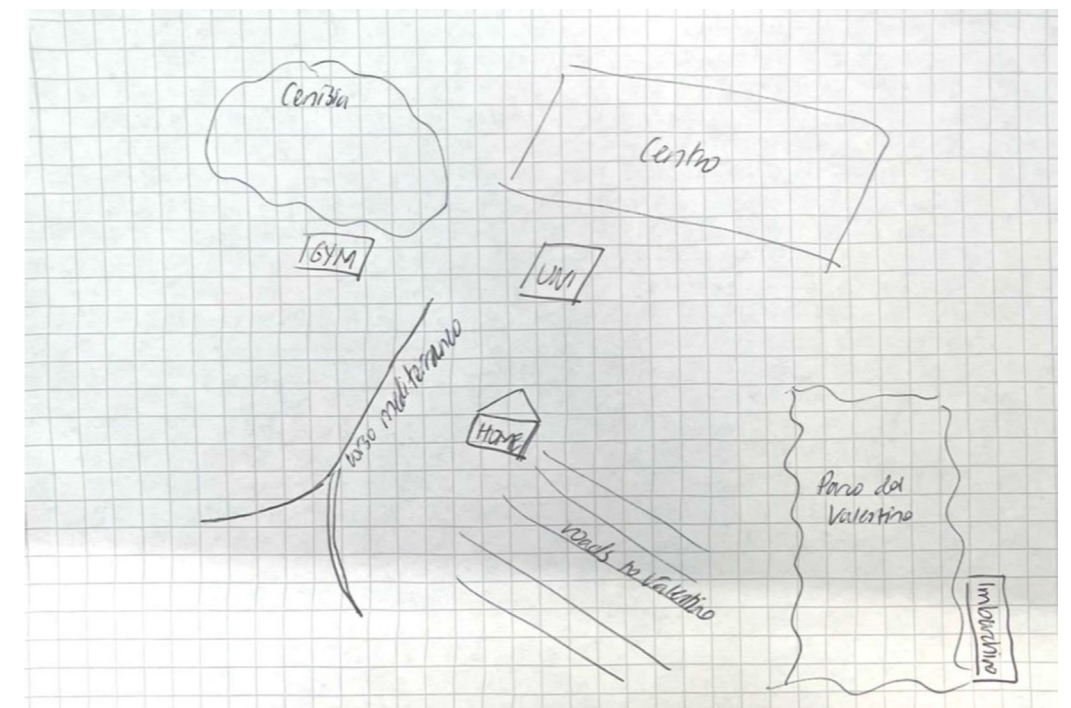 Cenisia
Centro
GYM
UNI
corso mediterraneo
HOME
roads to Valentino
Parco del
Valentino
Imbarchino